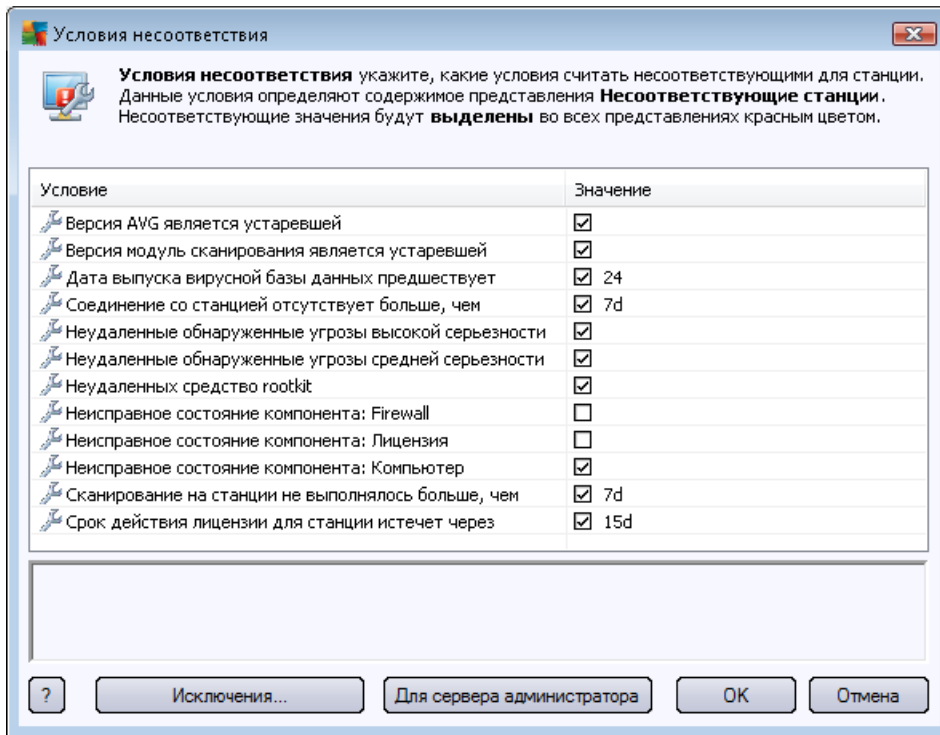 Условия несоответствия
Условия несоответствия укажите, какие условия считать несоответствующими для станции.
Данные условия определяют содержимое представления Несоответствующие станции.
Несоответствующие значения будут выделены во всех представлениях красным цветом.
Условие Значение
Версия AVG является устаревшей
Версия модуль сканирования является устаревшей
Дата выпуска вирусной базы данных предшествует 24
Соединение со станцией отсутствует больше, чем 7d
Неудаленные обнаруженные угрозы высокой серьезности
Неудаленные обнаруженные угрозы средней серьезности
Неудаленных средство rootkit
Неисправное состояние компонента: Firewall
Неисправное состояние компонента: Лицензия
Неисправное состояние компонента: Компьютер
Сканирование на станции не выполнялось больше, чем 7d
Срок действия лицензии для станции истечет через 15d
? Исключения... Для сервера администратора OK Отмена